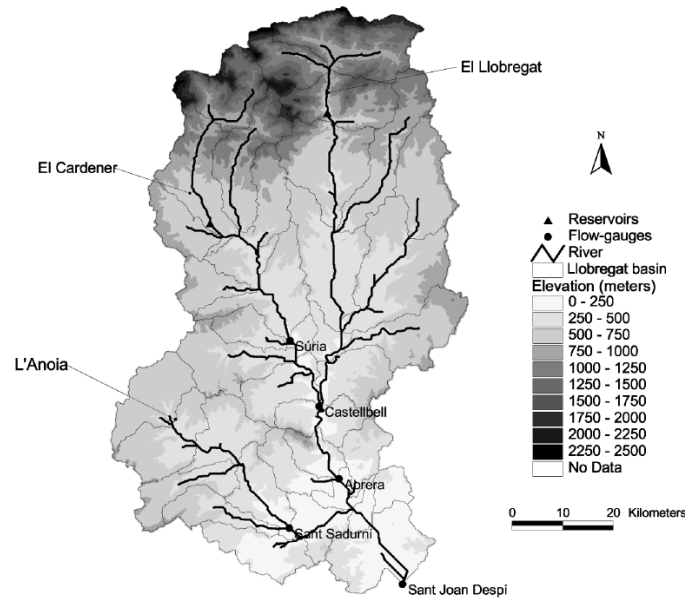 El Llobregat
El Cardener
L'Anoia
Súria
Castellbell
Abrera
Sant Sadurní
Sant Joan Despí
N
Reservoirs
Flow-gauges
River
Llobregat basin
Elevation (meters)
0 - 250
250 - 500
500 - 750
750 - 1000
1000 - 1250
1250 - 1500
1500 - 1750
1750 - 2000
2000 - 2250
2250 - 2500
No Data
0 10 20 Kilometers